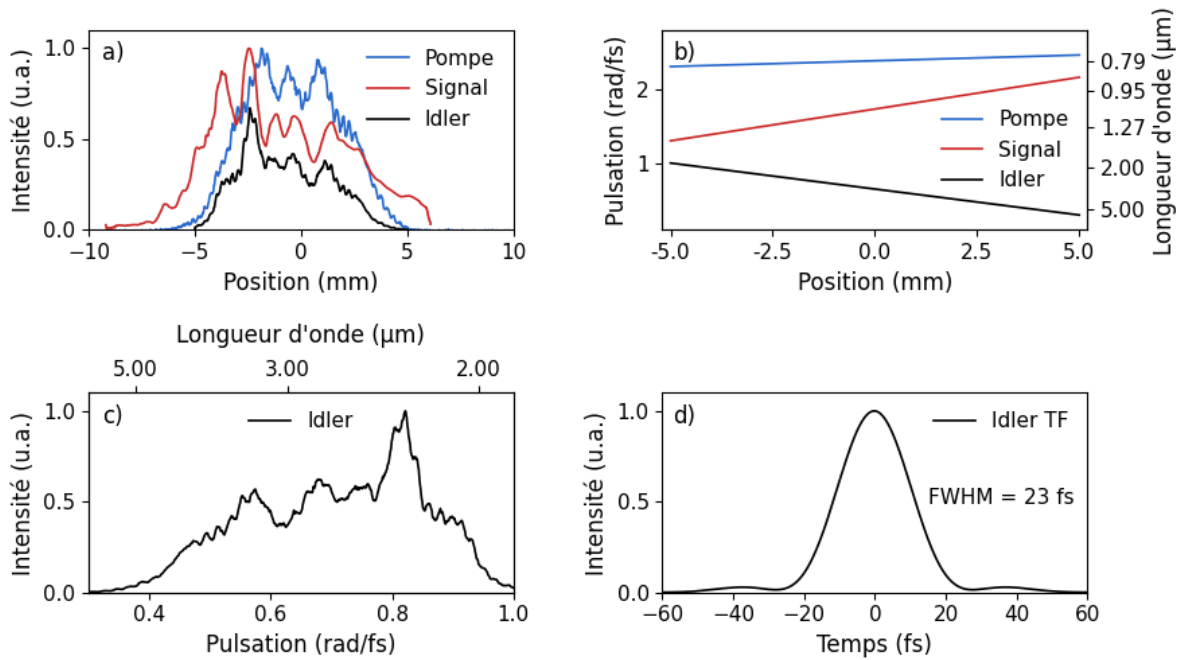 a)
Pompe
Signal
Idler
Intensité (u.a.)
1.0
0.5
0.0
−10
−5
0
5
10
Position (mm)
b)
Pulsation (rad/fs)
2
1
Pompe
Signal
Idler
0.79
0.95
1.27
2.00
5.00
Longueur d'onde (μm)
-5.0
-2.5
0.0
2.5
5.0
Position (mm)
Longueur d'onde (μm)
5.00
3.00
2.00
c)
Idler
Intensité (u.a.)
1.0
0.5
0.0
0.4
0.6
0.8
1.0
Pulsation (rad/fs)
d)
Idler TF
FWHM = 23 fs
Intensité (u.a.)
1.0
0.5
0.0
−60
−40
−20
0
20
40
60
Temps (fs)